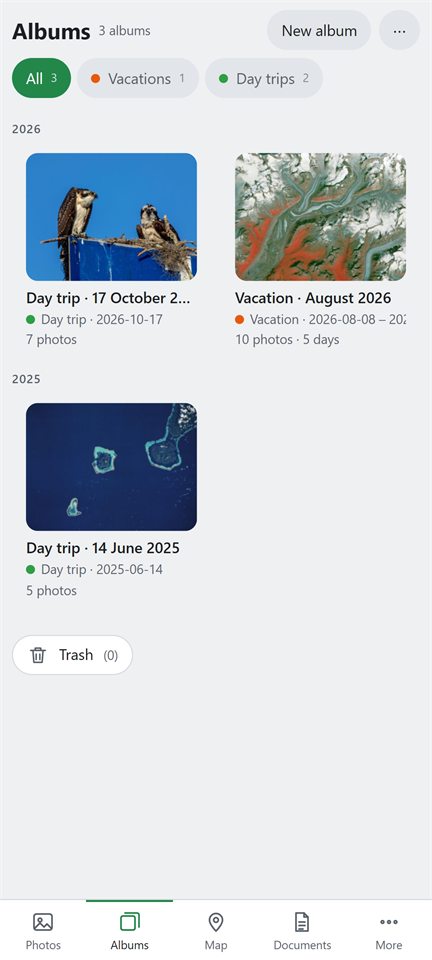 Albums 3 albums New album ...
All 3 Vacations 1 Day trips 2
2026
Day trip · 17 October 2...
Day trip · 2026-10-17
7 photos
Vacation · August 2026
Vacation · 2026-08-08 – 202
10 photos · 5 days
2025
Day trip · 14 June 2025
Day trip · 2025-06-14
5 photos
Trash (0)
Photos Albums Map Documents More